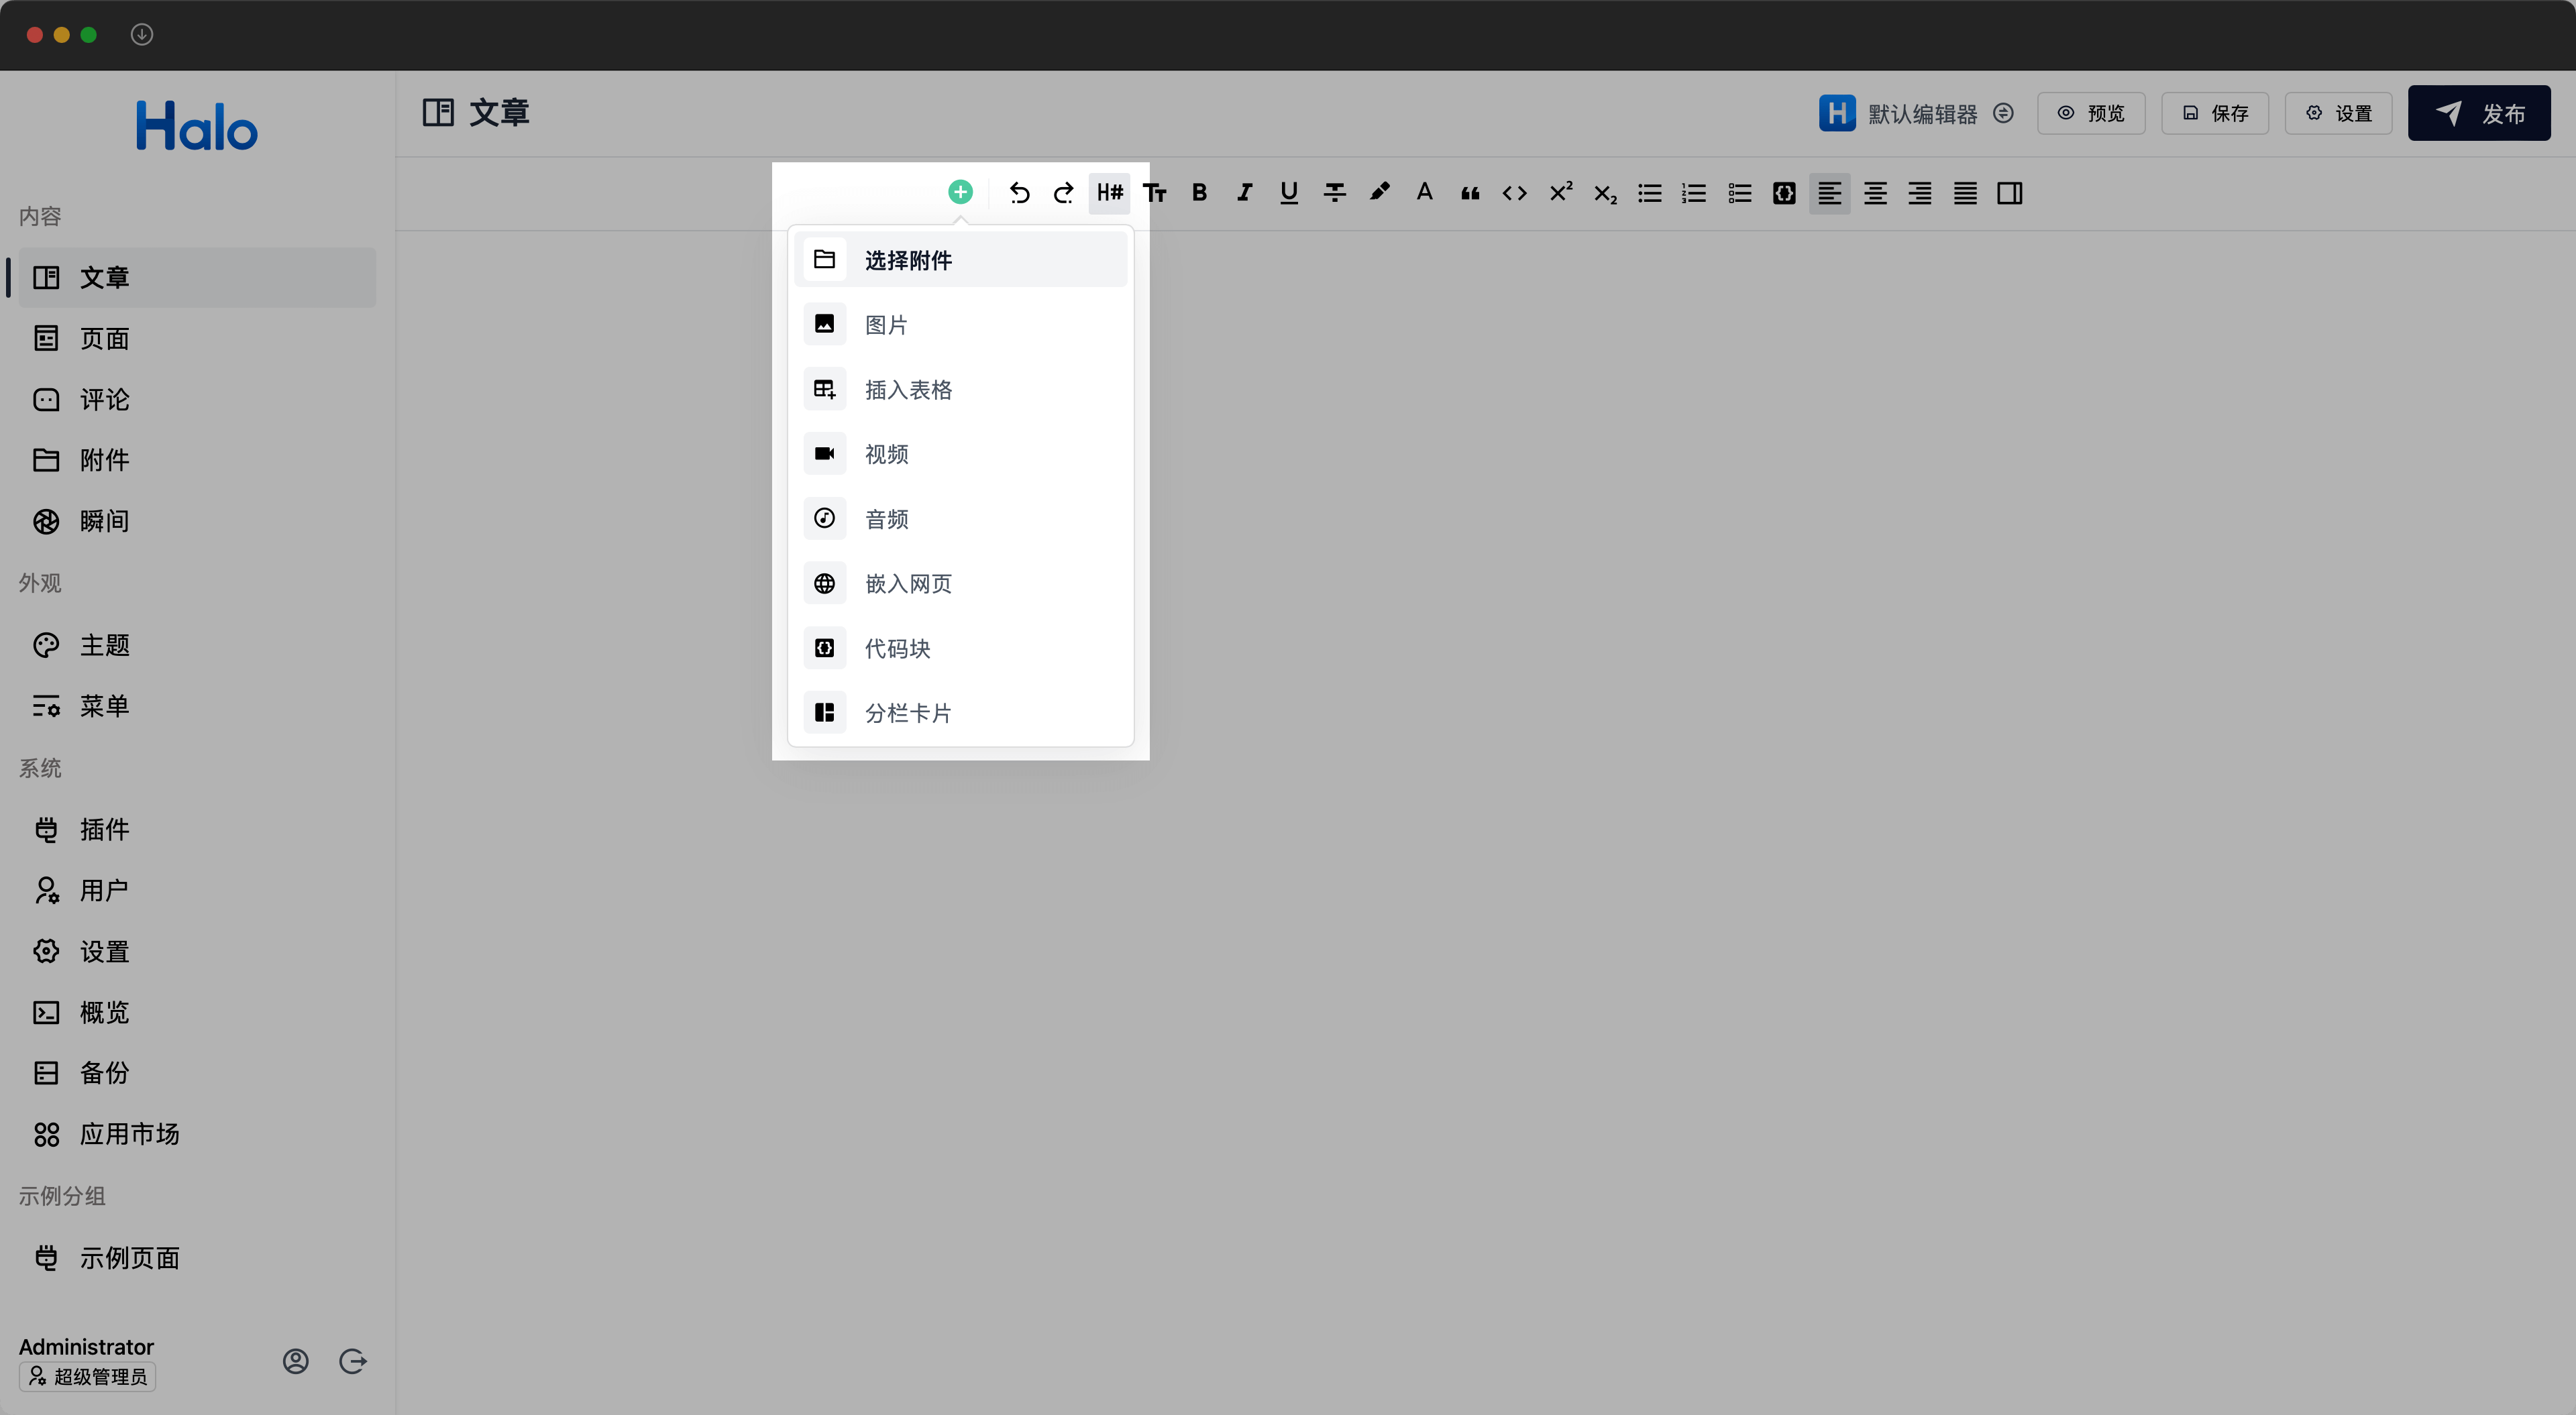 Halo
内容
文章
页面
评论
附件
瞬间
外观
主题
菜单
系统
插件
用户
设置
概览
备份
应用市场
示例分组
示例页面
Administrator
超级管理员
文章
默认编辑器
预览
保存
设置
发布
选择附件
图片
插入表格
视频
音频
嵌入网页
代码块
分栏卡片